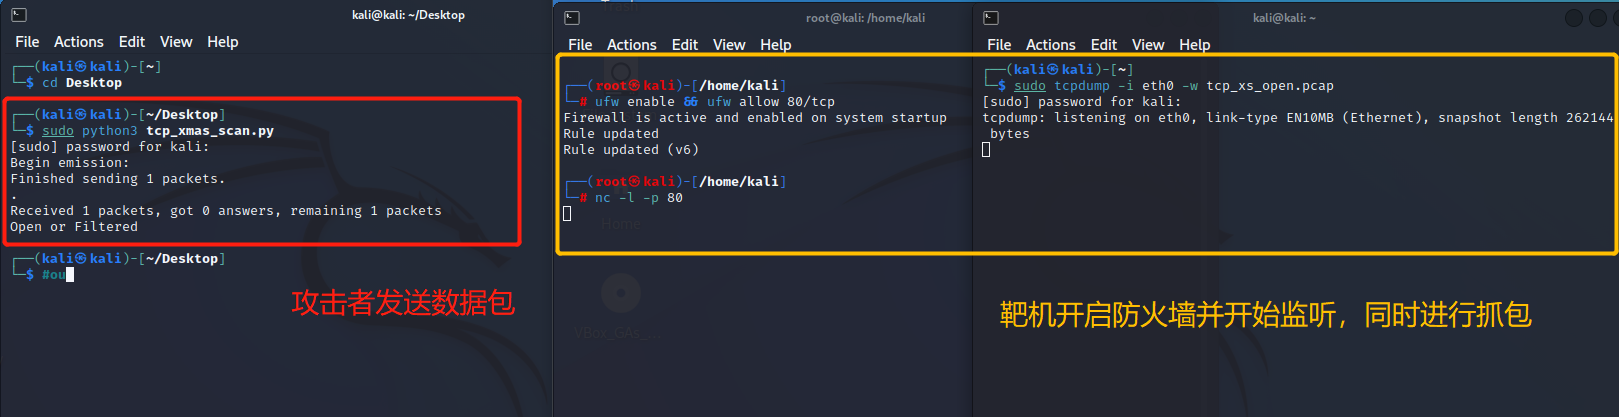 kali@kali: ~/Desktop
File Actions Edit View Help
┌──(kali㉿kali)-[~]
└─$ cd Desktop
┌──(kali㉿kali)-[~/Desktop]
└─$ sudo python3 tcp_xmas_scan.py
[sudo] password for kali:
Begin emission:
Finished sending 1 packets.
.
Received 1 packets, got 0 answers, remaining 1 packets
Open or Filtered
┌──(kali㉿kali)-[~/Desktop]
└─$ #ou
攻击者发送数据包
Trash
root@kali: /home/kali
File Actions Edit View Help
┌──(root㉿kali)-[/home/kali]
└─# ufw enable && ufw allow 80/tcp
Firewall is active and enabled on system startup
Rule updated
Rule updated (v6)
┌──(root㉿kali)-[/home/kali]
└─# nc -l -p 80
Home
VBox_GAs_...
kali@kali: ~
File Actions Edit View Help
┌──(kali㉿kali)-[~]
└─$ sudo tcpdump -i eth0 -w tcp_xs_open.pcap
[sudo] password for kali:
tcpdump: listening on eth0, link-type EN10MB (Ethernet), snapshot length 262144
bytes
靶机开启防火墙并开始监听，同时进行抓包